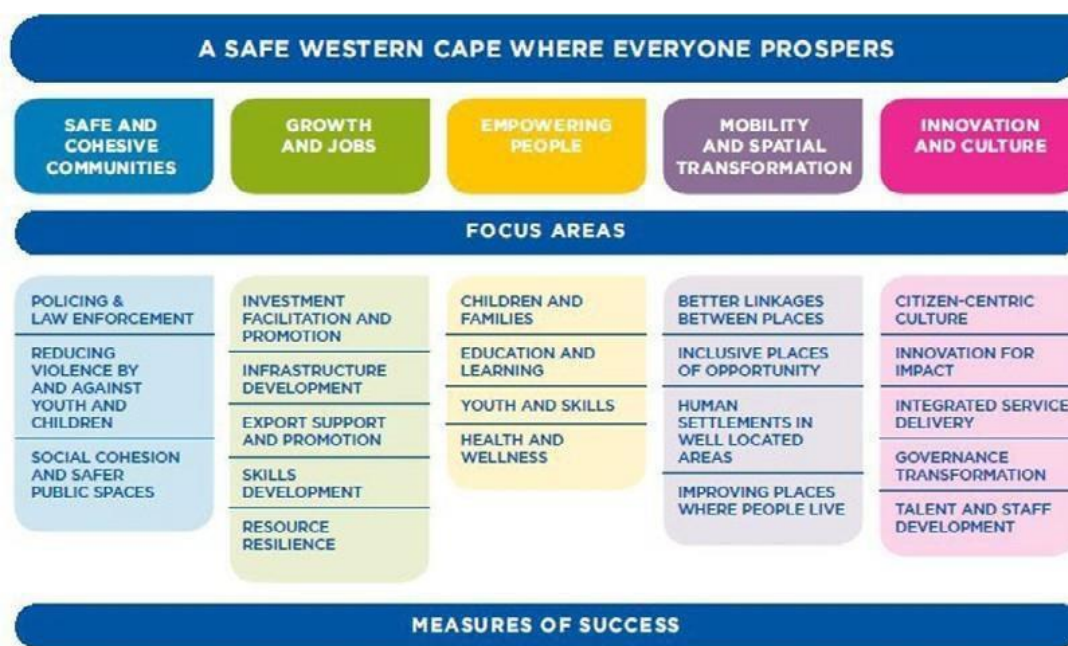 A SAFE WESTERN CAPE WHERE EVERYONE PROSPERS
SAFE AND
COHESIVE
COMMUNITIES
GROWTH
AND JOBS
EMPOWERING
PEOPLE
MOBILITY
AND SPATIAL
TRANSFORMATION
INNOVATION
AND CULTURE
FOCUS AREAS
POLICING &
LAW ENFORCEMENT
REDUCING
VIOLENCE BY
AND AGAINST
YOUTH AND
CHILDREN
SOCIAL COHESION
AND SAFER
PUBLIC SPACES
INVESTMENT
FACILITATION AND
PROMOTION
INFRASTRUCTURE
DEVELOPMENT
EXPORT SUPPORT
AND PROMOTION
SKILLS
DEVELOPMENT
RESOURCE
RESILIENCE
CHILDREN AND
FAMILIES
EDUCATION AND
LEARNING
YOUTH AND SKILLS
HEALTH AND
WELLNESS
BETTER LINKAGES
BETWEEN PLACES
INCLUSIVE PLACES
OF OPPORTUNITY
HUMAN
SETTLEMENTS IN
WELL LOCATED
AREAS
IMPROVING PLACES
WHERE PEOPLE LIVE
CITIZEN-CENTRIC
CULTURE
INNOVATION FOR
IMPACT
INTEGRATED SERVICE
DELIVERY
GOVERNANCE
TRANSFORMATION
TALENT AND STAFF
DEVELOPMENT
MEASURES OF SUCCESS